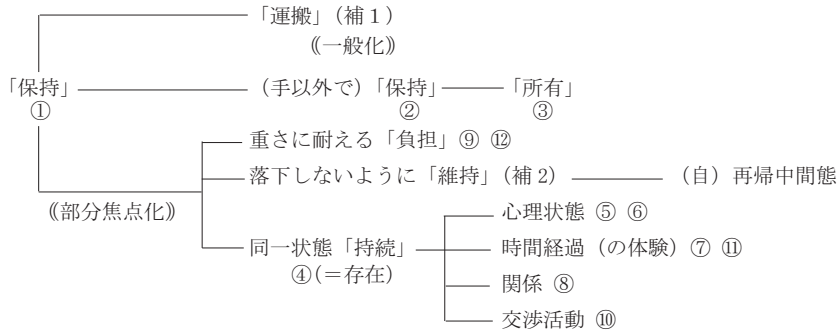 「運搬」(補1)
⦅一般化⦆
「保持」 (手以外で)「保持」 「所有」
① ② ③
重さに耐える「負担」⑨ ⑫
落下しないように「維持」(補2) (自)再帰中間態
⦅部分焦点化⦆
心理状態 ⑤ ⑥
同一状態「持続」 時間経過(の体験)⑦ ⑪
④(=存在)
関係 ⑧
交渉活動 ⑩